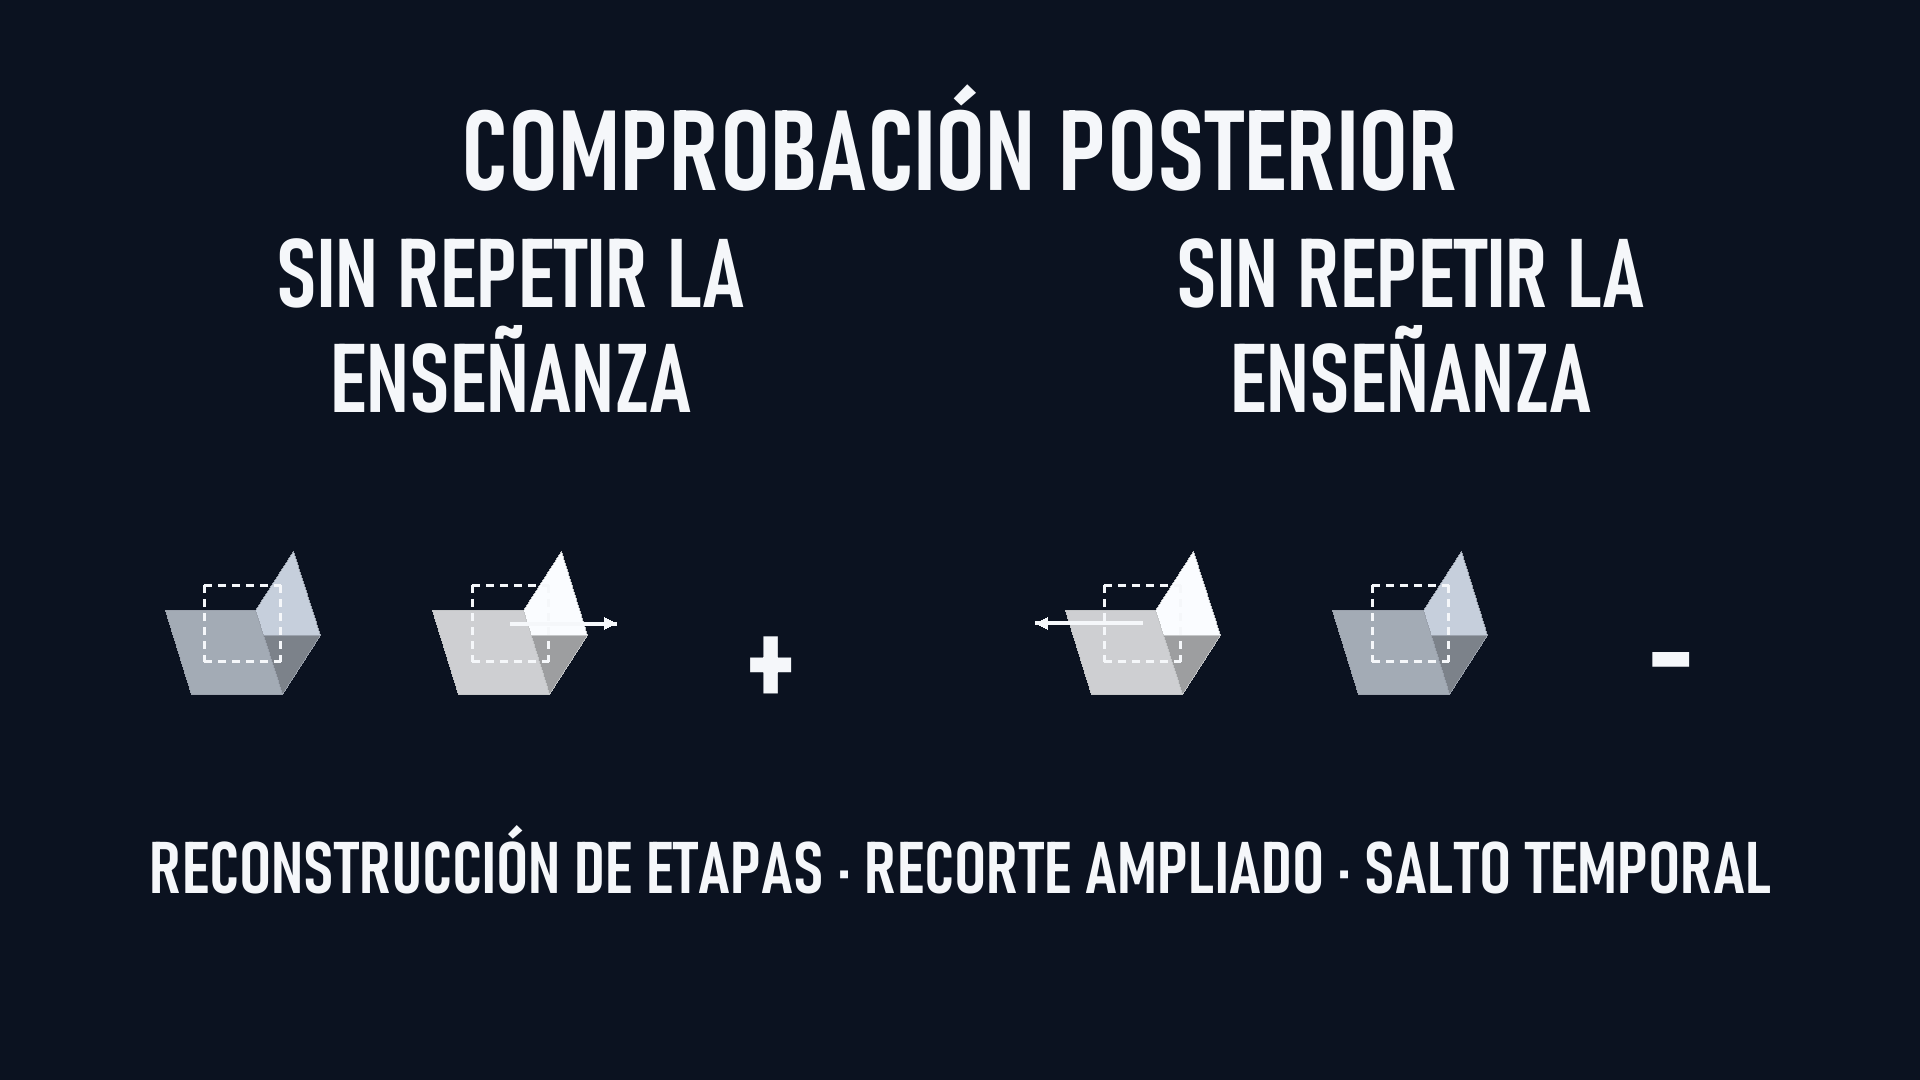 COMPROBACIÓN POSTERIOR
SIN REPETIR LA
ENSEÑANZA
SIN REPETIR LA
ENSEÑANZA
+
-
RECONSTRUCCIÓN DE ETAPAS · RECORTE AMPLIADO · SALTO TEMPORAL